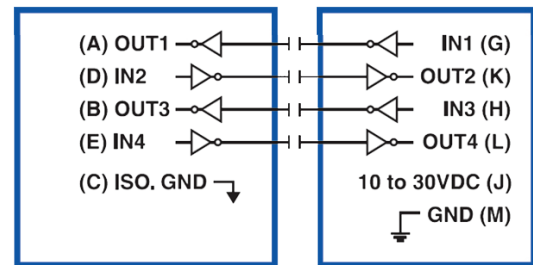 (A) OUT1
IN1 (G)
(D) IN2
OUT2 (K)
(B) OUT3
IN3 (H)
(E) IN4
OUT4 (L)
(C) ISO. GND
10 to 30VDC (J)
GND (M)